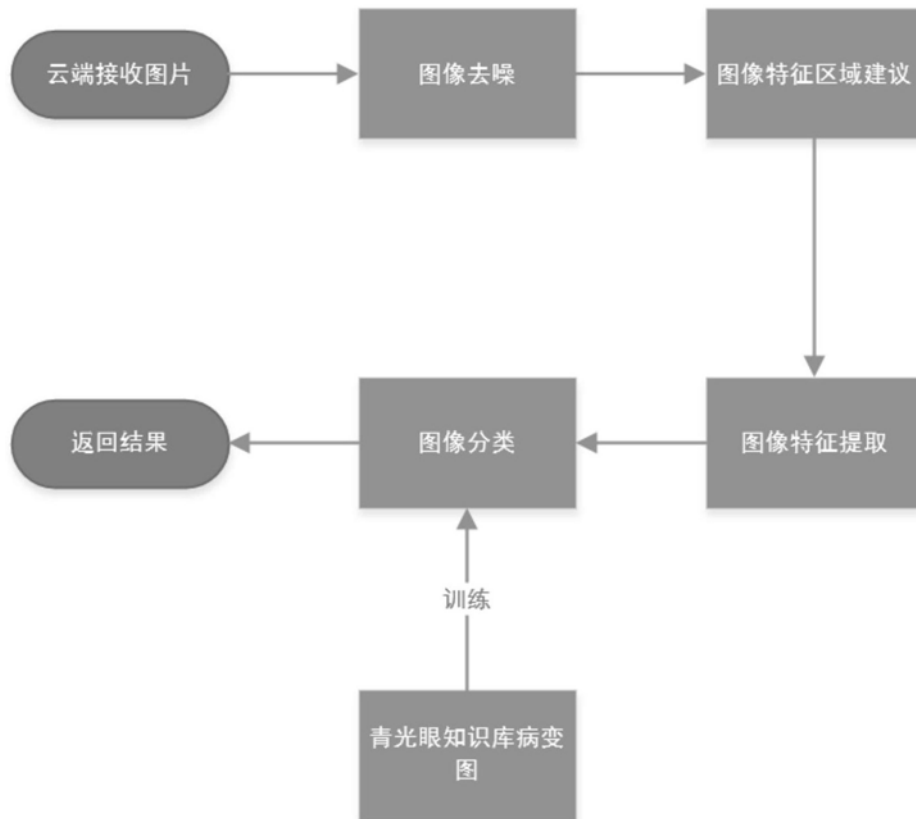 云端接收图片
图像去噪
图像特征区域建议
返回结果
图像分类
图像特征提取
训练
青光眼知识库病变
图